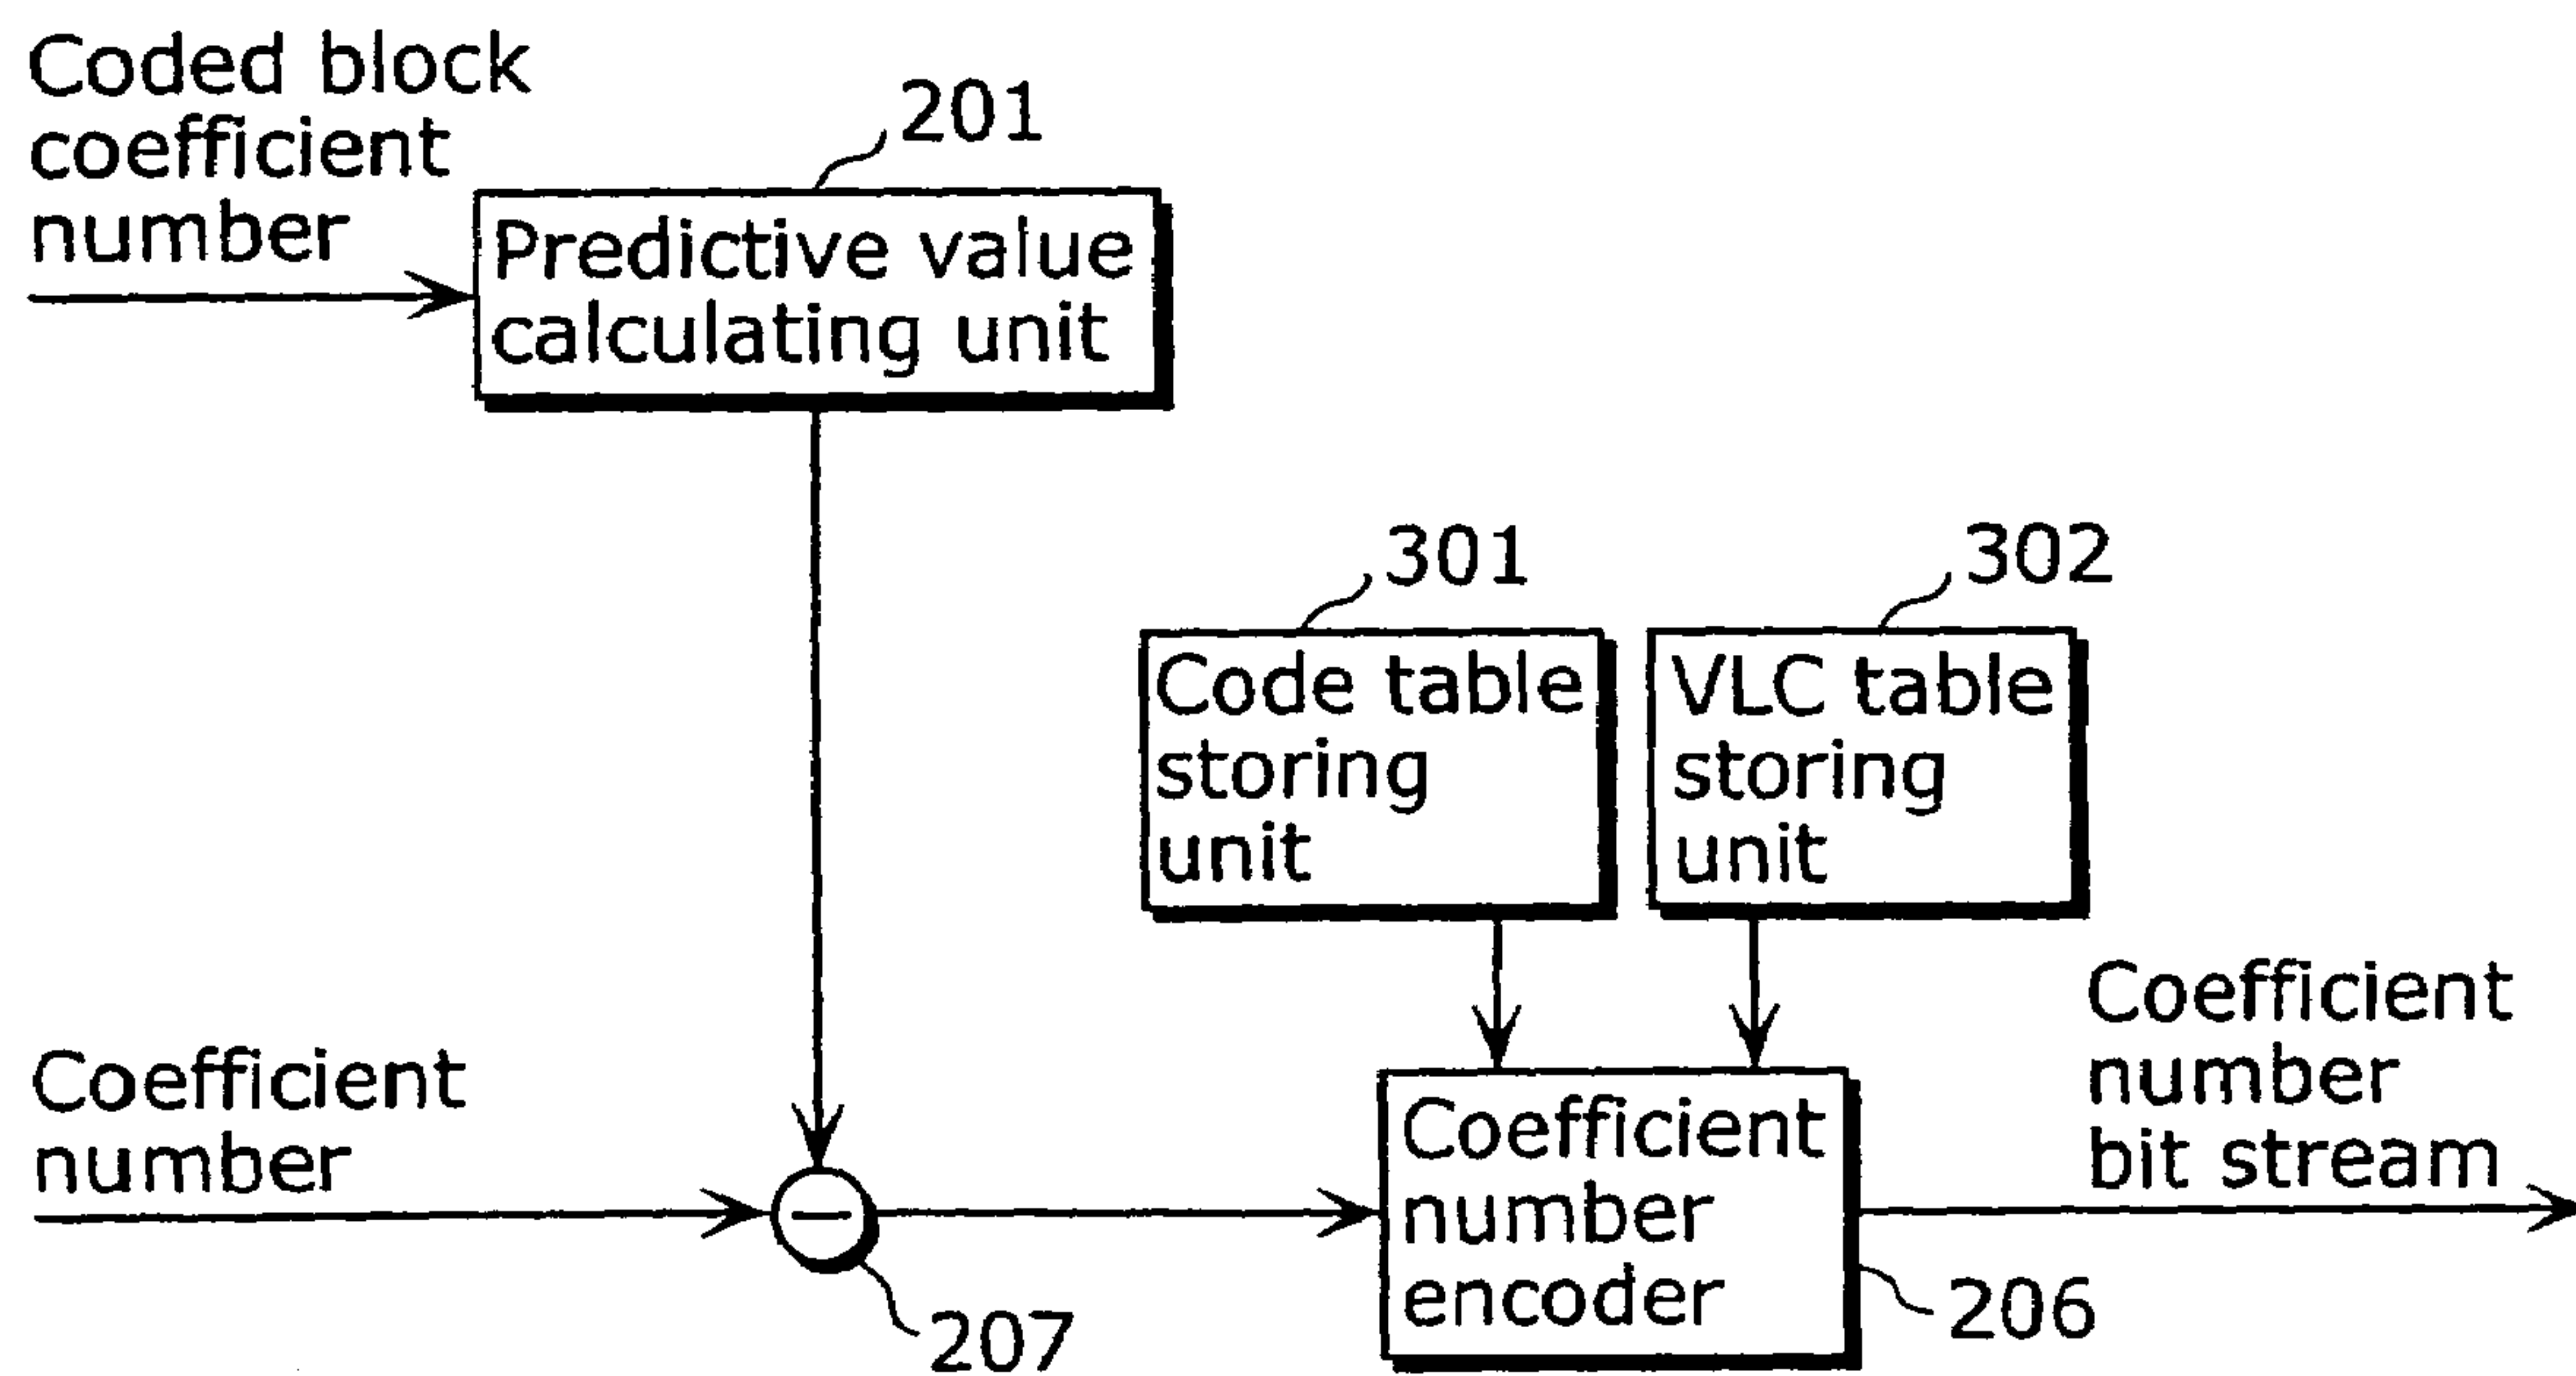 Coded block
coefficient
number
201
Predictive value
calculating unit
301
302
Code table
storing
unit
VLC table
storing
unit
Coefficient
number
Coefficient
number
encoder
Coefficient
number
bit stream
207
206